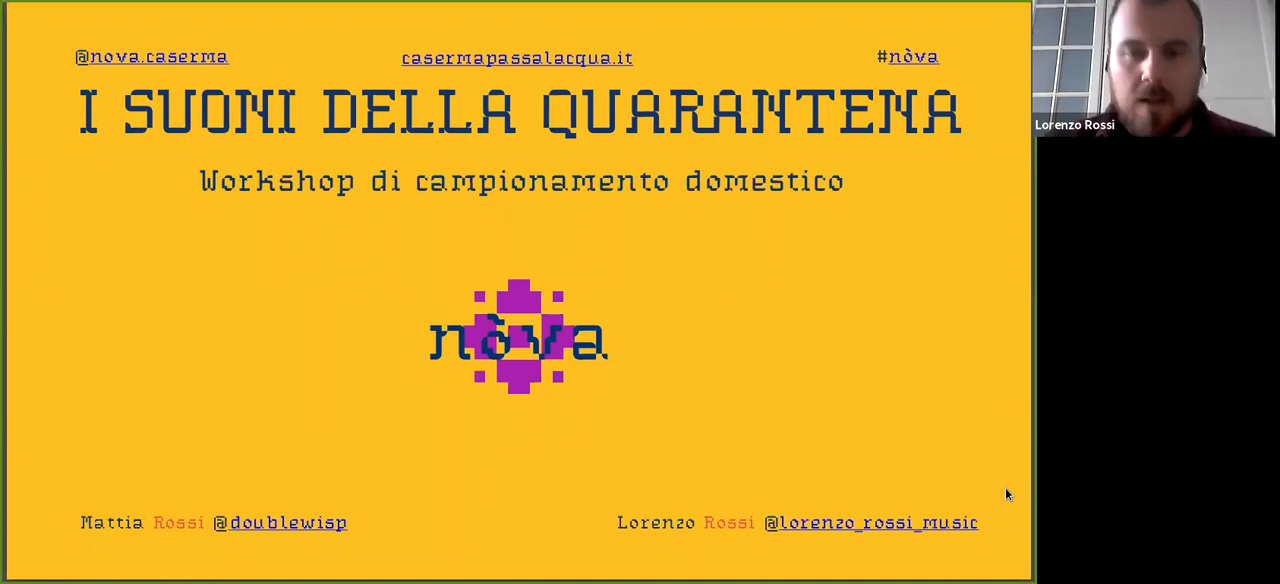 @nova.caserma casermapassalacqua.it #nòva
I SUONI DELLA QUARANTENA
Workshop di campionamento domestico
nòva
Mattia Rossi @doublewisp Lorenzo Rossi @lorenzo_rossi_music
Lorenzo Rossi